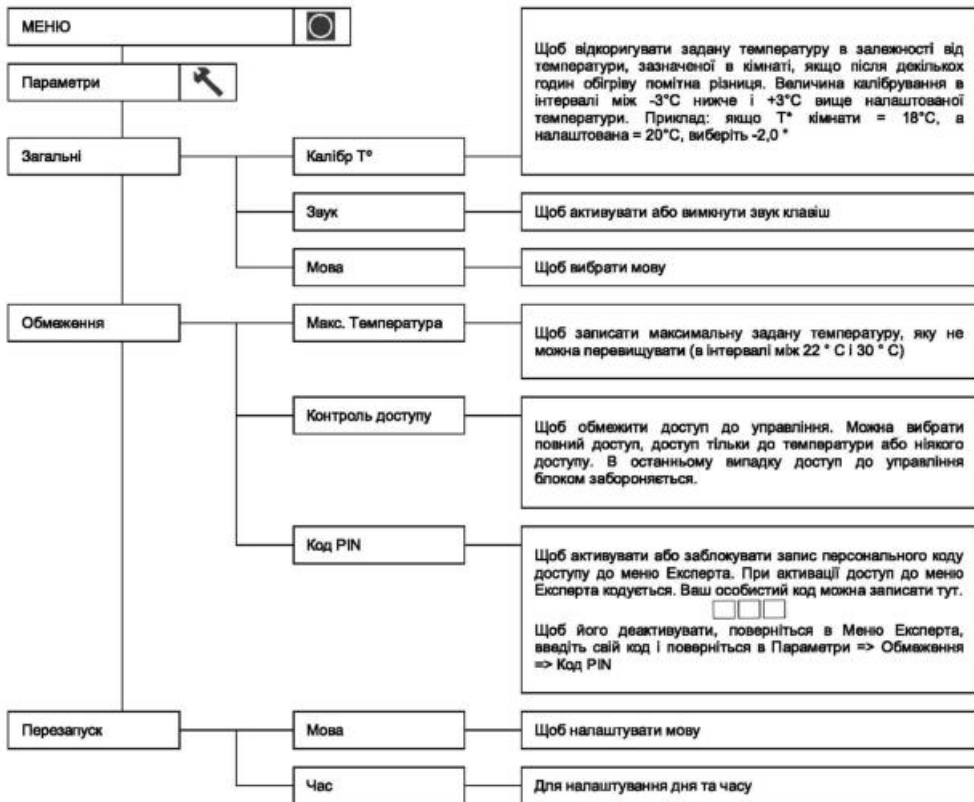 МЕНЮ
Параметри
Загальні
Калібр Т°
Щоб відкоригувати задану температуру в залежності від
температури, зазначеної в кімнаті, якщо після декількох
годин обігріву помітна різниця. Величина калібрування в
інтервалі між -3°С нижче і +3°С вище налаштованої
температури. Приклад: якщо Т* кімнати = 18°С, а
налаштована = 20°С, виберіть -2,0 *
Звук
Щоб активувати або вимкнути звук клавіш
Мова
Щоб вибрати мову
Обмеження
Макс. Температура
Щоб записати максимальну задану температуру, яку не
можна перевищувати (в інтервалі між 22 ° С і 30 ° С)
Контроль доступу
Щоб обмежити доступ до управління. Можна вибрати
повний доступ, доступ тільки до температури або ніякого
доступу. В останньому випадку доступ до управління
блоком забороняється.
Код PIN
Щоб активувати або заблокувати запис персонального коду
доступу до меню Експерта. При активації доступ до меню
Експерта кодується. Ваш особистий код можна записати тут.
Щоб його деактивувати, поверніться в Меню Експерта,
введіть свій код і поверніться в Параметри => Обмеження
=> Код PIN
Перезапуск
Мова
Щоб налаштувати мову
Час
Для налаштування дня та часу